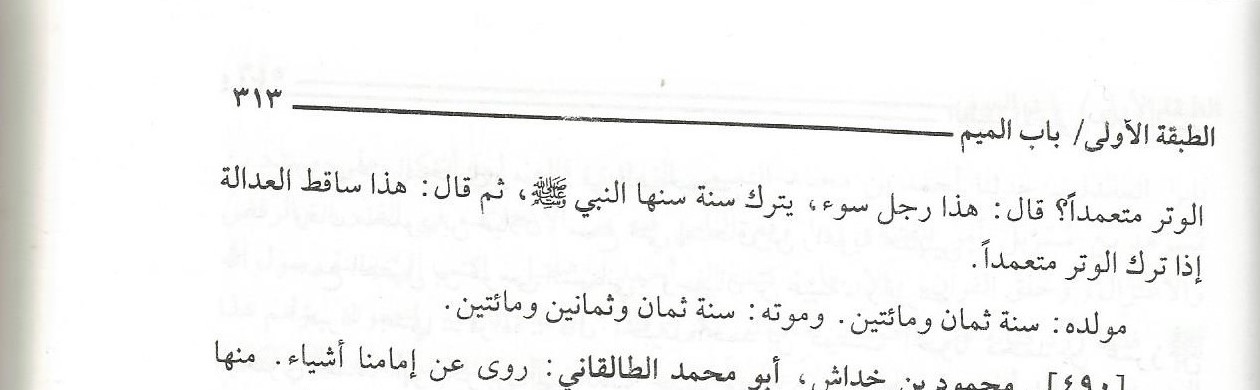 الطبقة الأولى/ باب الميم ٣١٣
الوتر متعمداً؟ قال: هذا رجل سوء، يترك سنة سنها النبي ﷺ، ثم قال: هذا ساقط العدالة
إذا ترك الوتر متعمداً.
مولده: سنة ثمان ومائتين. وموته: سنة ثمان وثمانين ومائتين.
[٤٩٠] محمود بن خداش، أبو محمد الطالقاني: روى عن إمامنا أشياء. منها